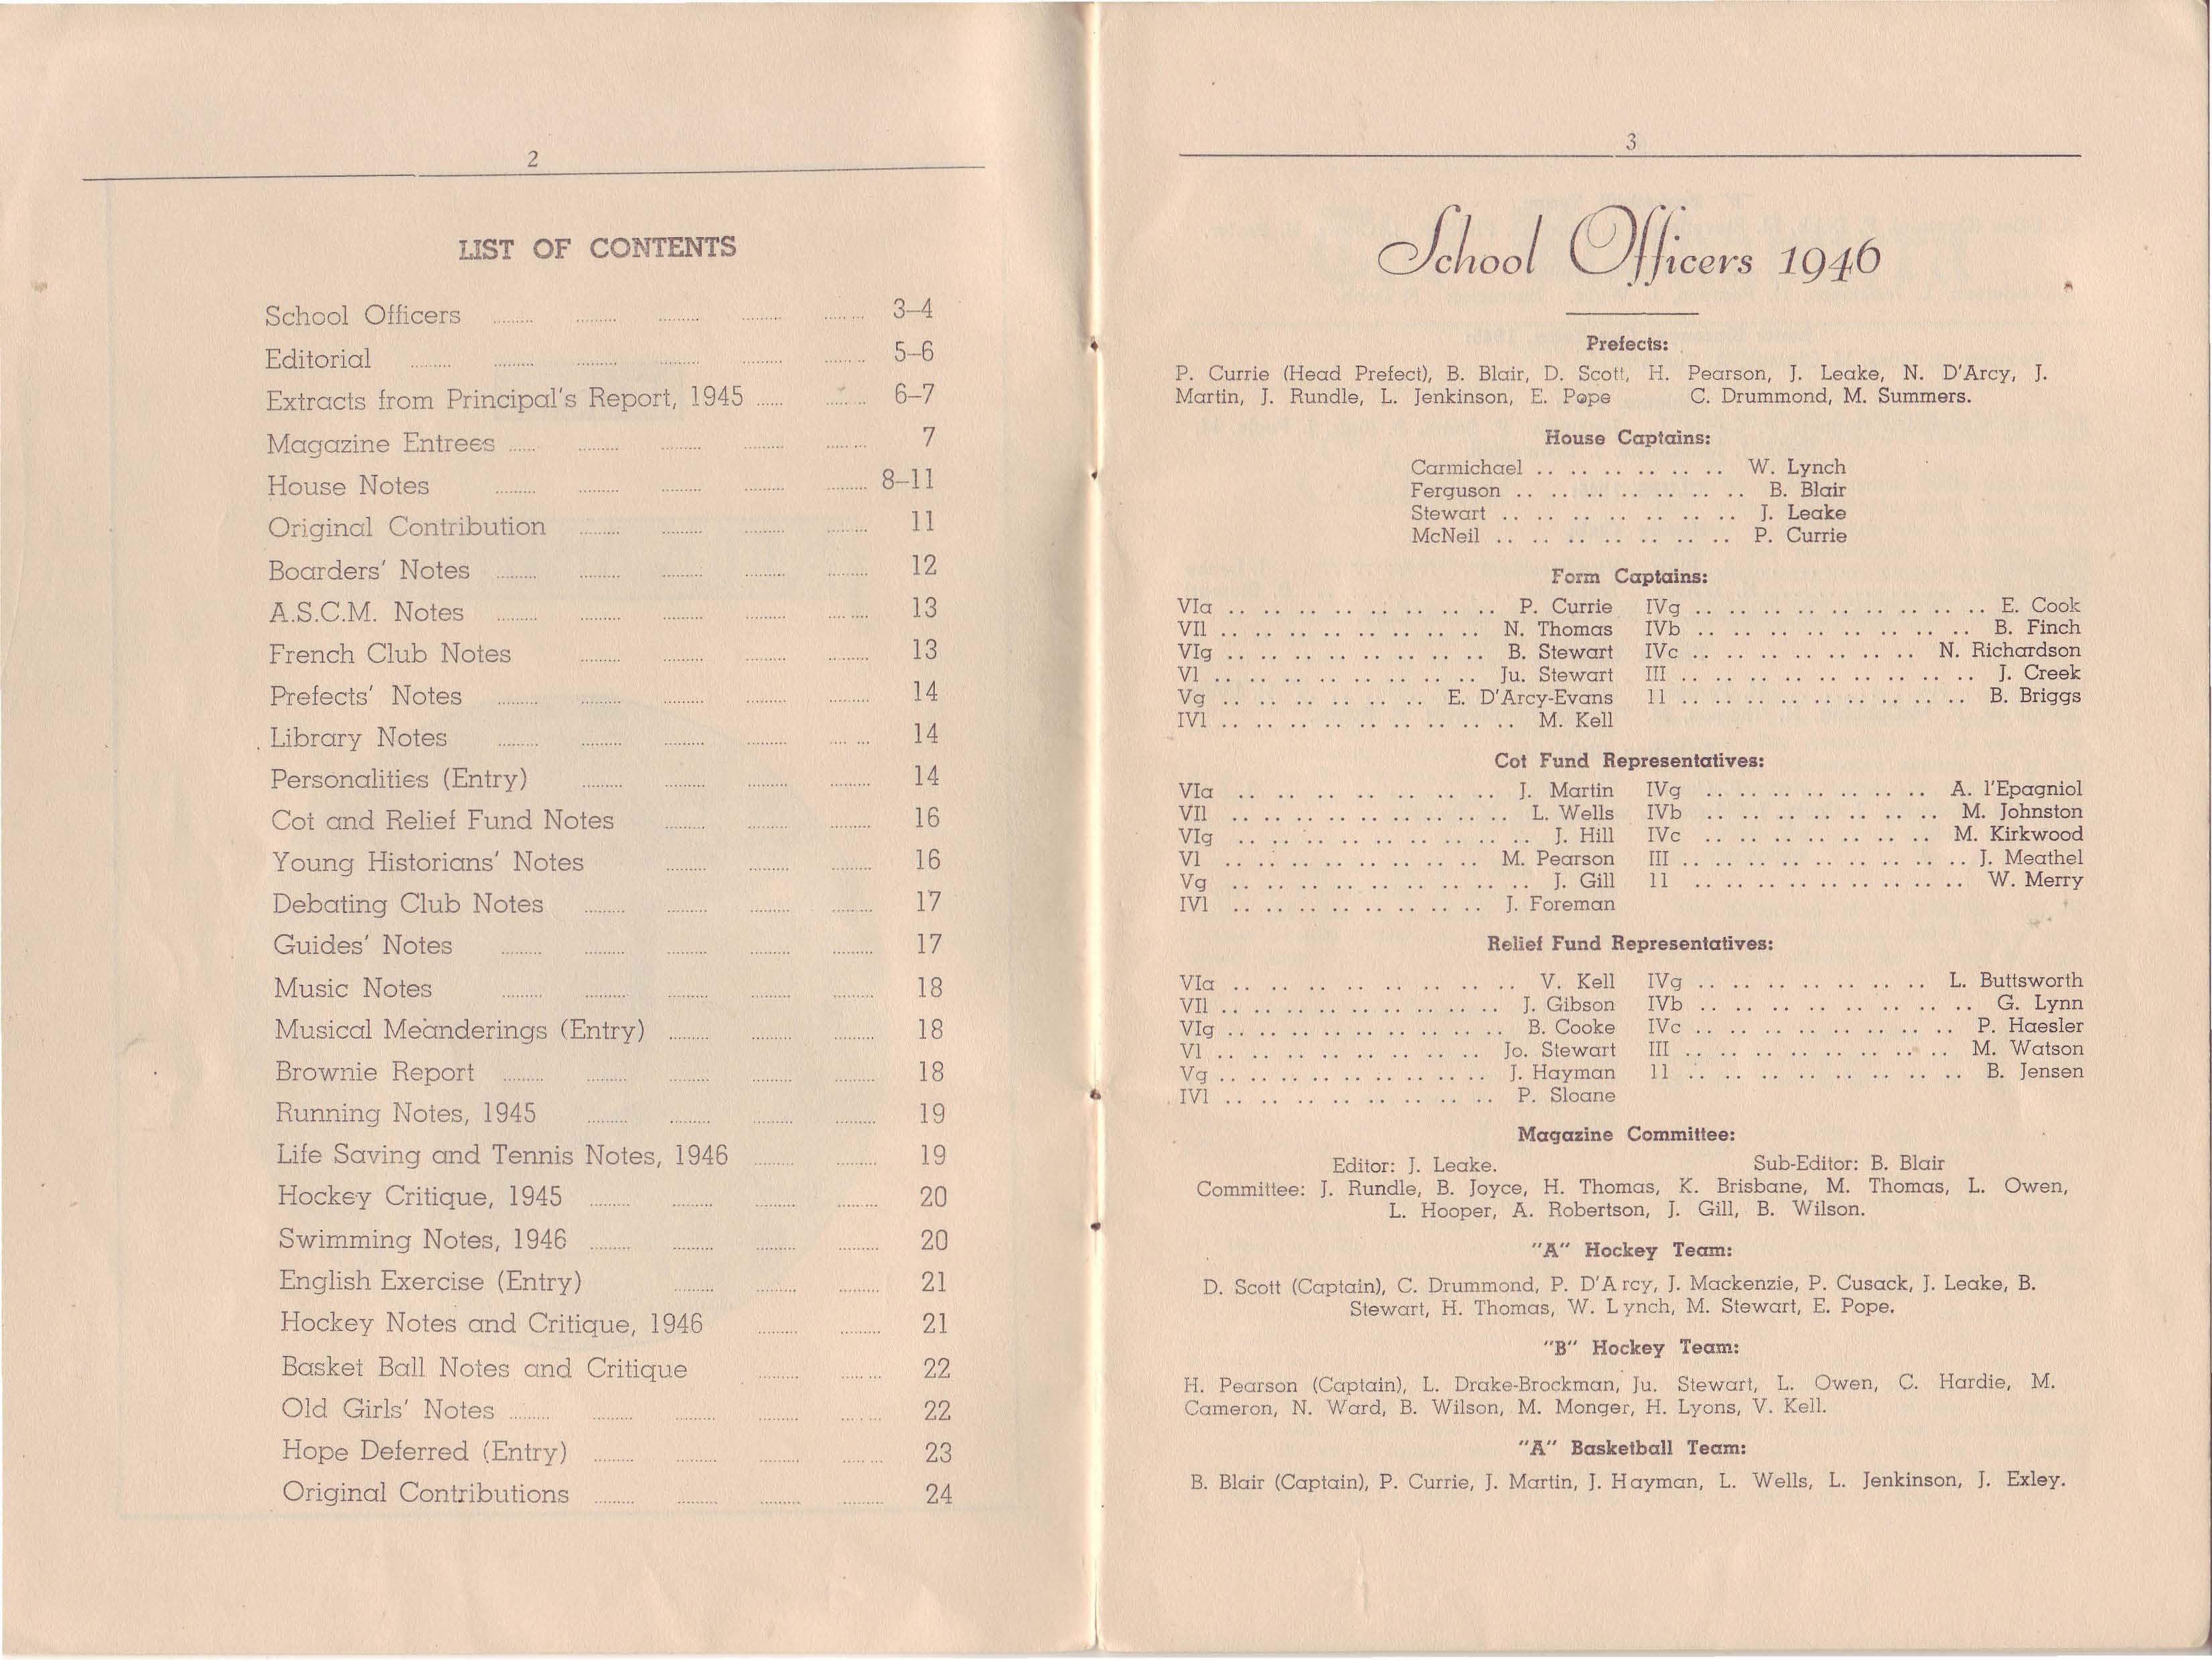 2
LIST OF CONTENTS
School Officers ......... ......... ......... ......... ......... 3–4
Editorial ......... ......... ......... ......... ......... 5–6
Extracts from Principal's Report, 1945 ...... ......... 6–7
Magazine Entrees ...... ......... ......... ......... ......... 7
House Notes ......... ......... ......... ......... ......... 8–11
Original Contribution ......... ......... ......... ......... 11
Boarders' Notes ......... ......... ......... ......... ......... 12
A.S.C.M. Notes ......... ......... ......... ......... ......... 13
French Club Notes ......... ......... ......... ......... 13
Prefects' Notes ......... ......... ......... ......... ......... 14
Library Notes ......... ......... ......... ......... ......... 14
Personalities (Entry) ......... ......... ......... ......... 14
Cot and Relief Fund Notes ......... ......... ......... 16
Young Historians' Notes ......... ......... ......... 16
Debating Club Notes ......... ......... ......... ......... 17
Guides' Notes ......... ......... ......... ......... ......... 17
Music Notes ......... ......... ......... ......... ......... 18
Musical Meanderings (Entry) ......... ......... ......... 18
Brownie Report ......... ......... ......... ......... ......... 18
Running Notes, 1945 ......... ......... ......... ......... 19
Life Saving and Tennis Notes, 1946 ......... ......... 19
Hockey Critique, 1945 ......... ......... ......... ......... 20
Swimming Notes, 1946 ......... ......... ......... ......... 20
English Exercise (Entry) ......... ......... ......... 21
Hockey Notes and Critique, 1946 ......... ......... 21
Basket Ball Notes and Critique ......... ......... 22
Old Girls' Notes ......... ......... ......... ......... ......... 22
Hope Deferred (Entry) ......... ......... ......... ......... 23
Original Contributions ......... ......... ......... ......... 24
3
School Officers 1946
Prefects:
P. Currie (Head Prefect), B. Blair, D. Scott, H. Pearson, J. Leake, N. D'Arcy, J.
Martin, J. Rundle, L. Jenkinson, E. Pope C. Drummond, M. Summers.
House Captains:
Carmichael .. .. .. .. .. .. .. .. W. Lynch
Ferguson .. .. .. .. .. .. .. .. .. B. Blair
Stewart .. .. .. .. .. .. .. .. .. J. Leake
McNeil .. .. .. .. .. .. .. .. .. P. Currie
Form Captains:
VIa .. .. .. .. .. .. .. .. .. .. .. P. Currie IVg .. .. .. .. .. .. .. .. .. .. .. .. E. Cook
VII .. .. .. .. .. .. .. .. .. .. N. Thomas IVb .. .. .. .. .. .. .. .. .. .. .. B. Finch
VIg .. .. .. .. .. .. .. .. .. .. B. Stewart IVc .. .. .. .. .. .. .. .. .. N. Richardson
Vl .. .. .. .. .. .. .. .. .. .. Ju. Stewart III .. .. .. .. .. .. .. .. .. .. .. .. J. Creek
Vg .. .. .. .. .. .. .. .. E. D'Arcy-Evans 11 .. .. .. .. .. .. .. .. .. .. .. B. Briggs
IVl .. .. .. .. .. .. .. .. .. .. .. .. M. Kell
Cot Fund Representatives:
VIa .. .. .. .. .. .. .. .. .. .. .. J. Martin IVg .. .. .. .. .. .. .. .. .. A. l'Epagniol
VII .. .. .. .. .. .. .. .. .. .. .. .. L. Wells IVb .. .. .. .. .. .. .. .. .. M. Johnston
VIg .. .. .. .. .. .. .. .. .. .. .. .. J. Hill IVc .. .. .. .. .. .. .. .. .. M. Kirkwood
Vl .. .. .. .. .. .. .. .. .. .. M. Pearson III .. .. .. .. .. .. .. .. .. .. .. J. Meathel
Vg .. .. .. .. .. .. .. .. .. .. .. .. J. Gill 11 .. .. .. .. .. .. .. .. .. .. .. W. Merry
IVl .. .. .. .. .. .. .. .. .. .. J. Foreman
Relief Fund Representatives:
VIa .. .. .. .. .. .. .. .. .. .. .. V. Kell IVg .. .. .. .. .. .. .. .. .. L. Buttsworth
VII .. .. .. .. .. .. .. .. .. .. .. J. Gibson IVb .. .. .. .. .. .. .. .. .. .. .. G. Lynn
VIg .. .. .. .. .. .. .. .. .. .. .. B. Cooke IVc .. .. .. .. .. .. .. .. .. .. P. Haesler
Vl .. .. .. .. .. .. .. .. .. .. Jo. Stewart III .. .. .. .. .. .. .. .. .. .. M. Watson
Vg .. .. .. .. .. .. .. .. .. .. J. Hayman 11 .. .. .. .. .. .. .. .. .. .. .. B. Jensen
IVl .. .. .. .. .. .. .. .. .. .. .. P. Sloane
Magazine Committee:
Editor: J. Leake. Sub-Editor: B. Blair
Committee: J. Rundle, B. Joyce, H. Thomas, K. Brisbane, M. Thomas, L. Owen,
L. Hooper, A. Robertson, J. Gill, B. Wilson.
"A" Hockey Team:
D. Scott (Captain), C. Drummond, P. D'Arcy, J. Mackenzie, P. Cusack, J. Leake, B.
Stewart, H. Thomas, W. Lynch, M. Stewart, E. Pope.
"B" Hockey Team:
H. Pearson (Captain), L. Drake-Brockman, Ju. Stewart, L. Owen, C. Hardie, M.
Cameron, N. Ward, B. Wilson, M. Monger, H. Lyons, V. Kell.
"A" Basketball Team:
B. Blair (Captain), P. Currie, J. Martin, J. Hayman, L. Wells, L. Jenkinson, J. Exley.